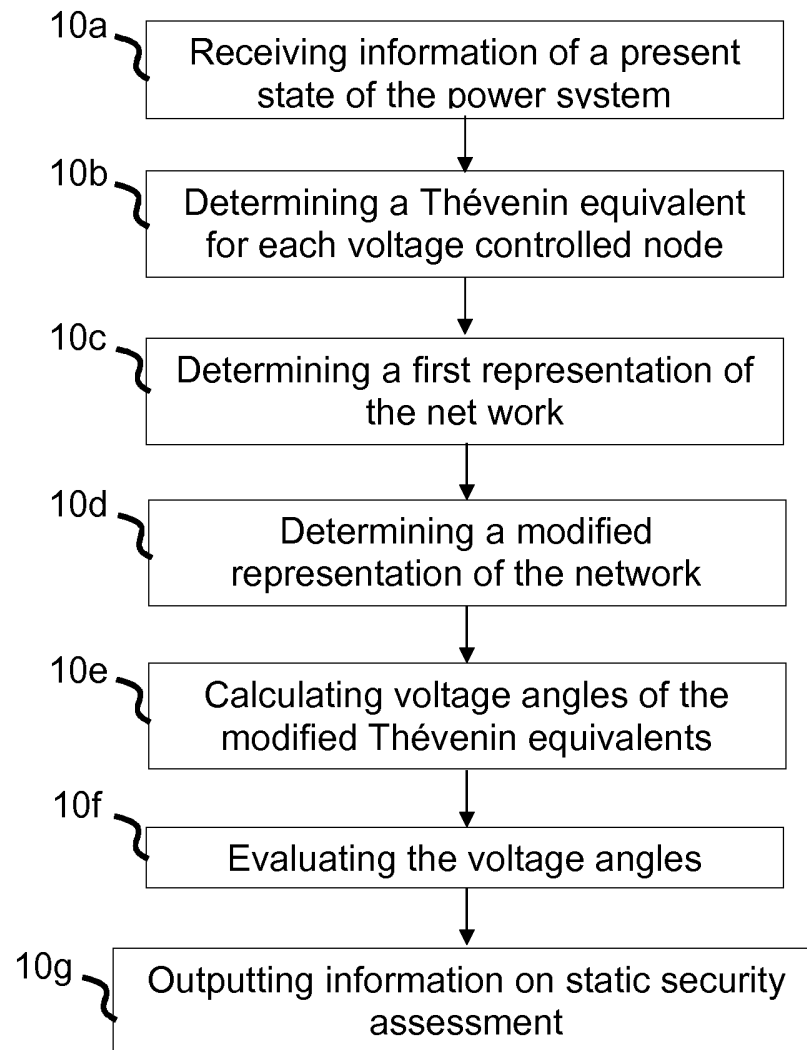 10a
Receiving information of a present
state of the power system
10b
Determining a Thévenin equivalent
for each voltage controlled node
10c
Determining a first representation of
the net work
10d
Determining a modified
representation of the network
10e
Calculating voltage angles of the
modified Thévenin equivalents
10f
Evaluating the voltage angles
10g
Outputting information on static security
assessment